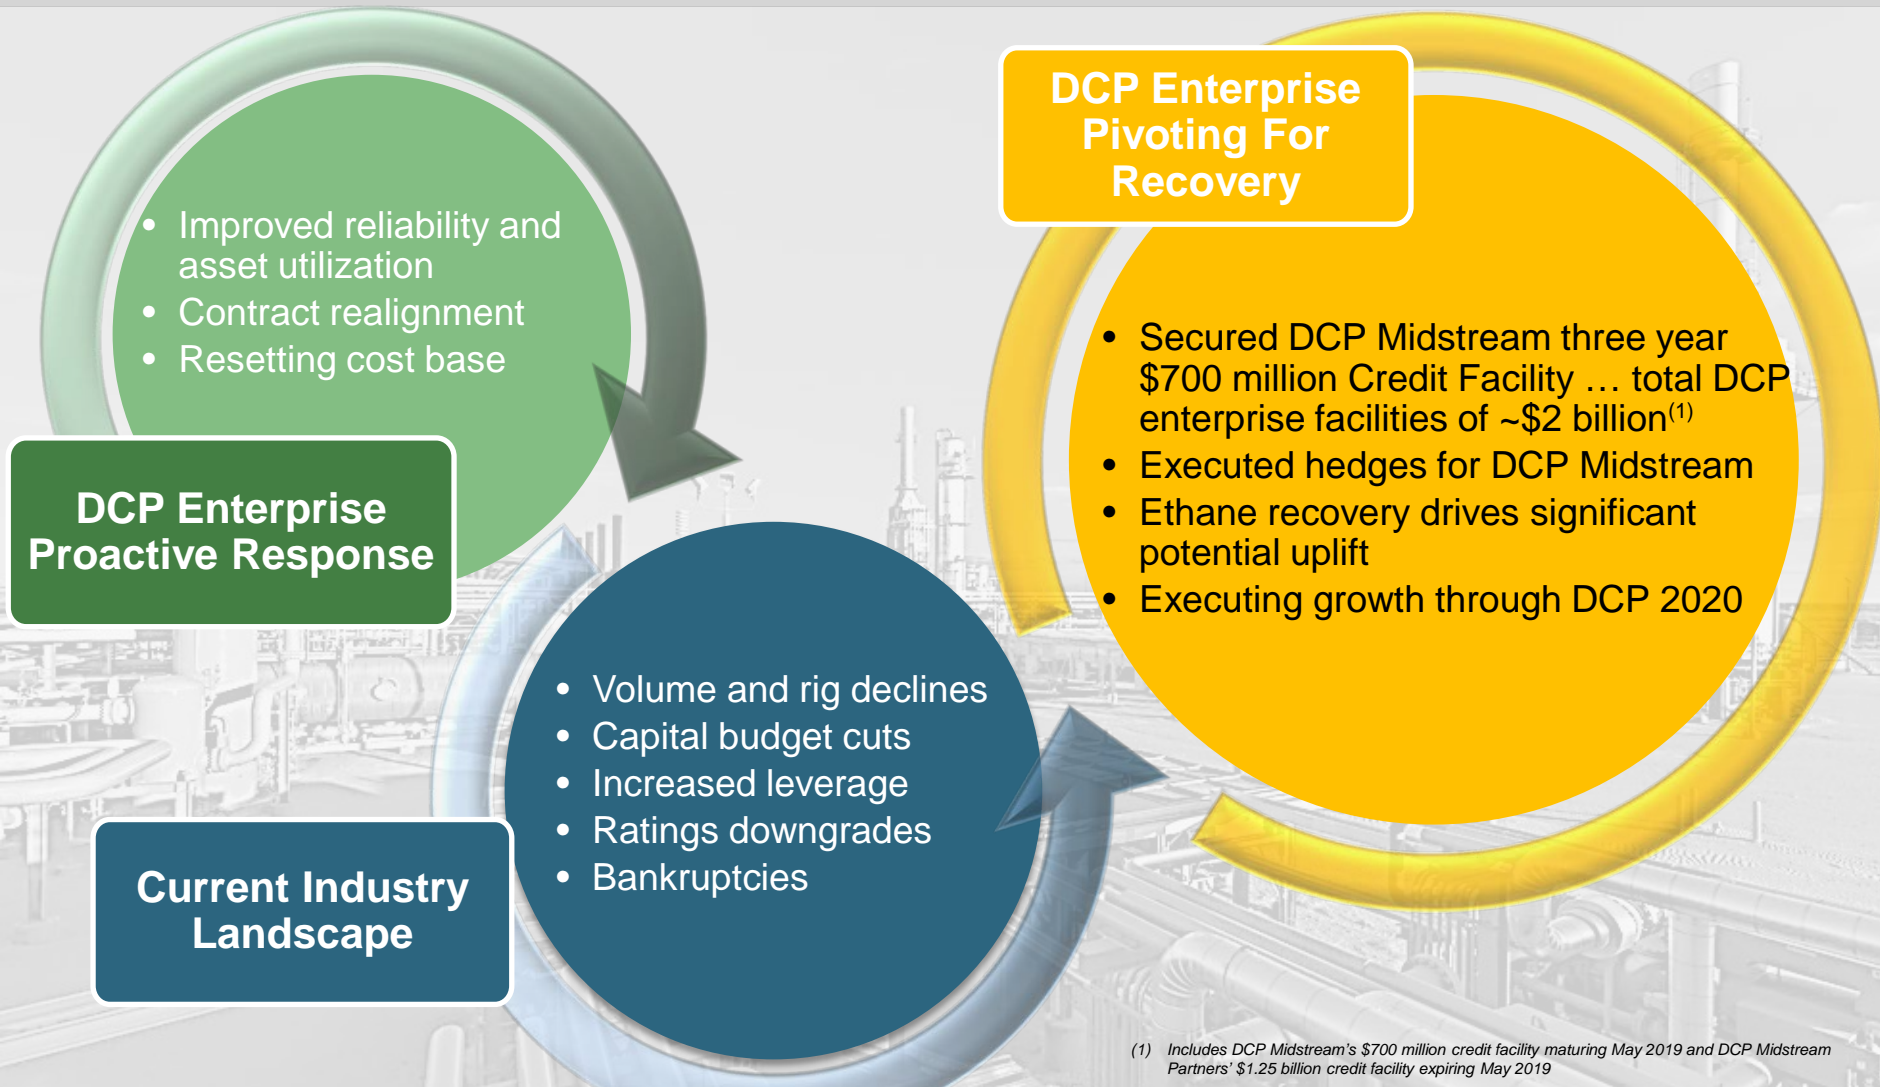 • Improved reliability and
asset utilization
• Contract realignment
• Resetting cost base
DCP Enterprise
Proactive Response
• Volume and rig declines
• Capital budget cuts
• Increased leverage
• Ratings downgrades
• Bankruptcies
Current Industry
Landscape
DCP Enterprise
Pivoting For
Recovery
• Secured DCP Midstream three year
$700 million Credit Facility … total DCP
enterprise facilities of ~$2 billion(1)
• Executed hedges for DCP Midstream
• Ethane recovery drives significant
potential uplift
• Executing growth through DCP 2020
(1) Includes DCP Midstream's $700 million credit facility maturing May 2019 and DCP Midstream
Partners' $1.25 billion credit facility expiring May 2019